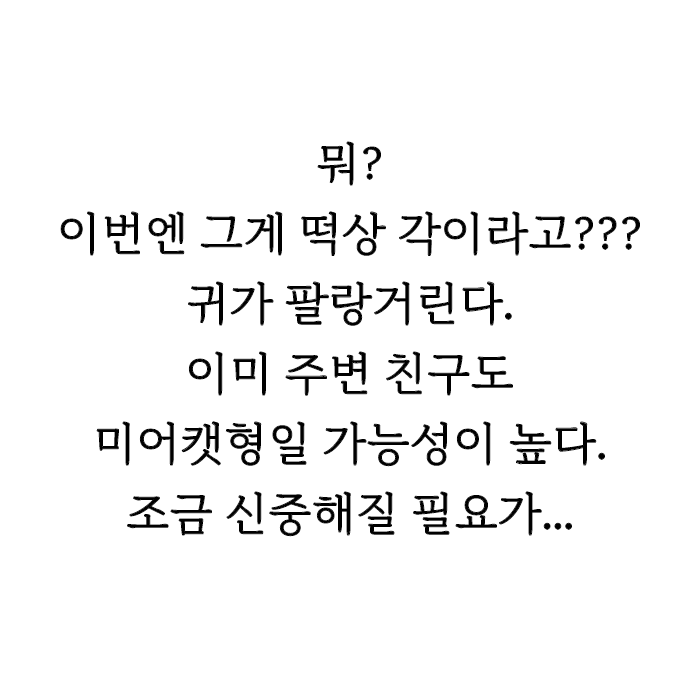 뭐?
이번엔 그게 떡상 각이라고???
귀가 팔랑거린다.
이미 주변 친구도
미어캣형일 가능성이 높다.
조금 신중해질 필요가...